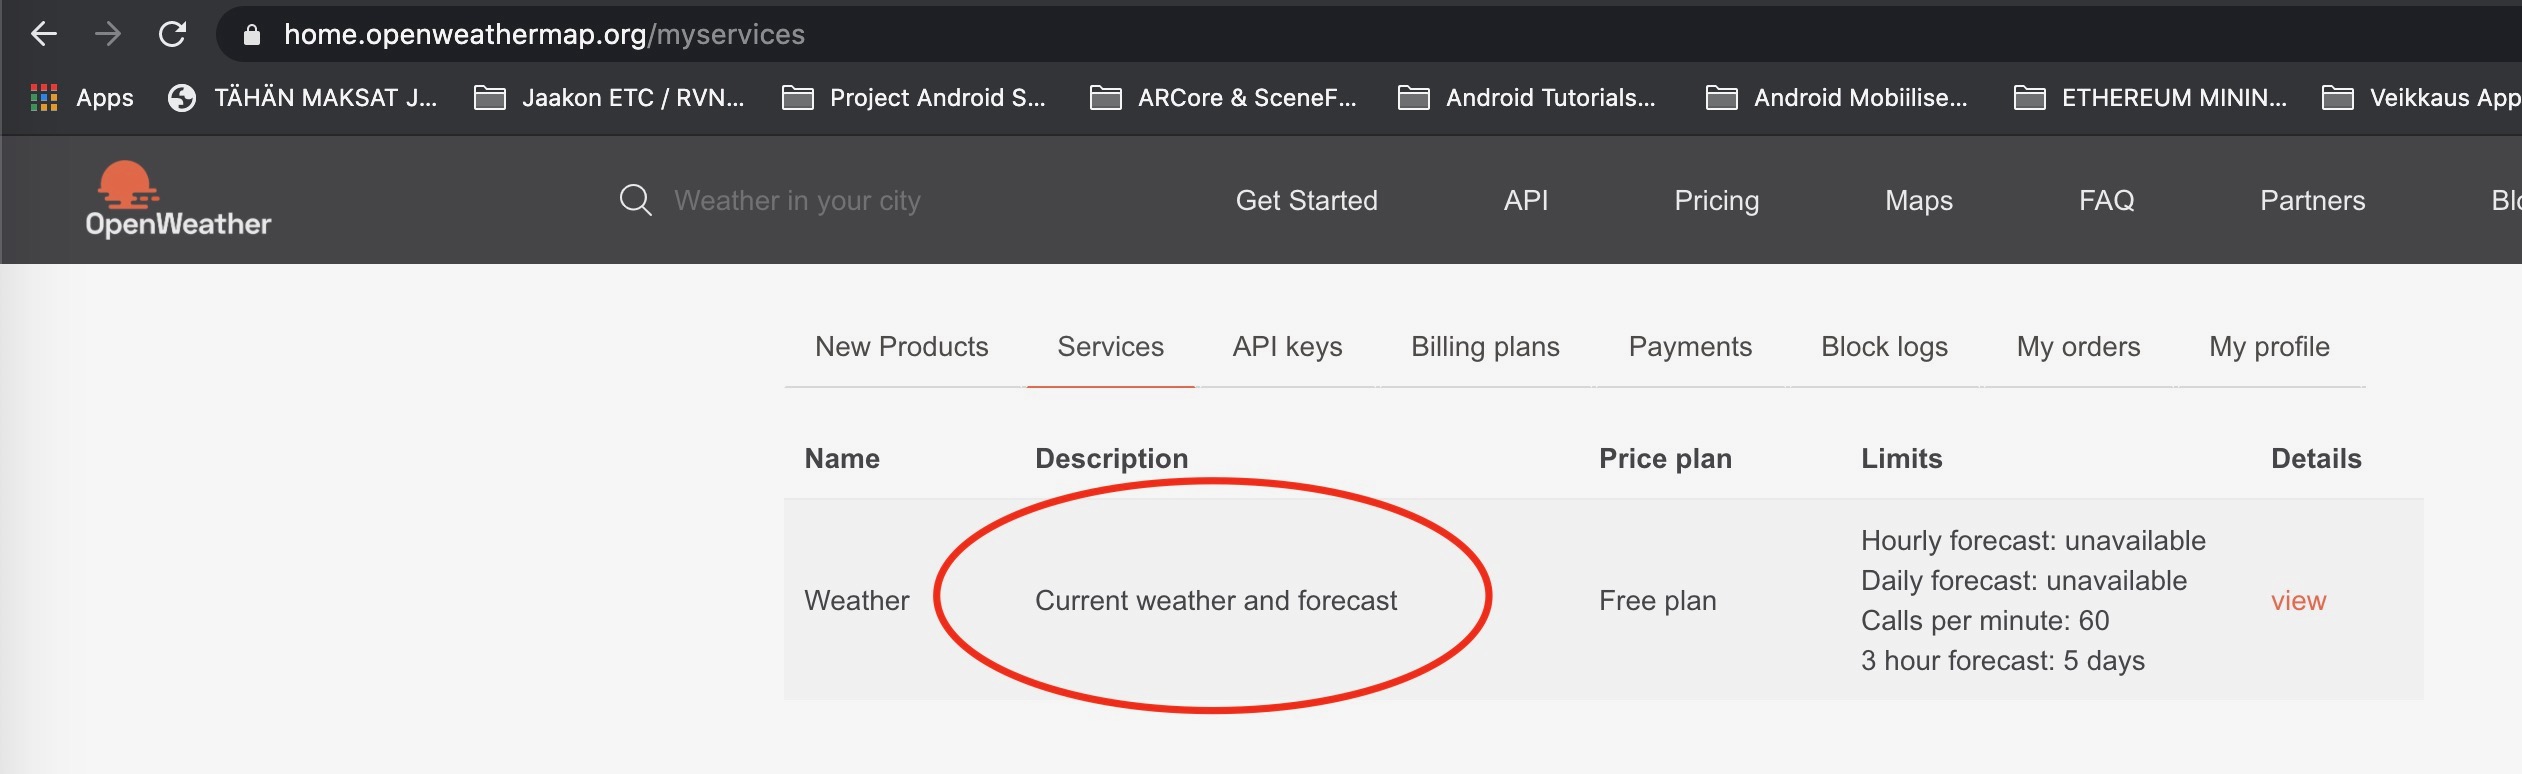 home.openweathermap.org/myservices
Apps TÄHÄN MAKSAT J... Jaakon ETC / RVN... Project Android S... ARCore & SceneF... Android Tutorials... Android Mobiilise... ETHEREUM MININ... Veikkaus App
OpenWeather Weather in your city Get Started API Pricing Maps FAQ Partners
New Products Services API keys Billing plans Payments Block logs My orders My profile
Name Description Price plan Limits Details
Weather Current weather and forecast Free plan
Hourly forecast: unavailable
Daily forecast: unavailable
Calls per minute: 60
3 hour forecast: 5 days
view